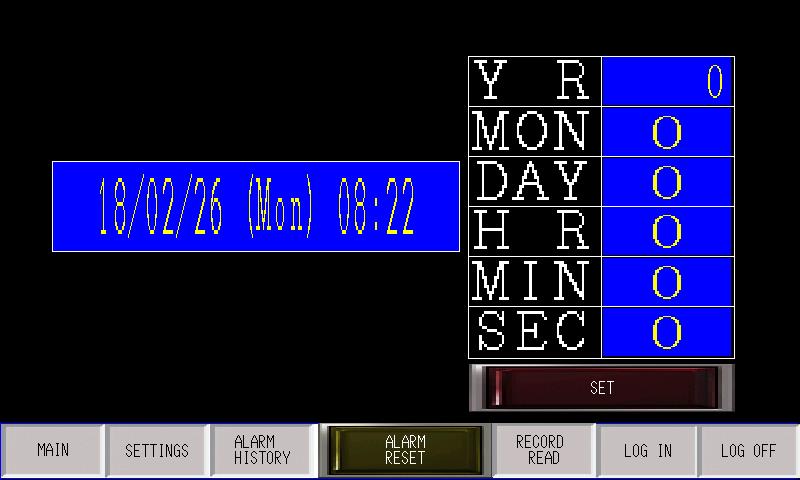 18/02/26 (Mon) 08:22
Y R 0
MON 0
DAY 0
H R 0
MIN 0
SEC 0
SET
MAIN
SETTINGS
ALARM
HISTORY
ALARM
RESET
RECORD
READ
LOG IN
LOG OFF